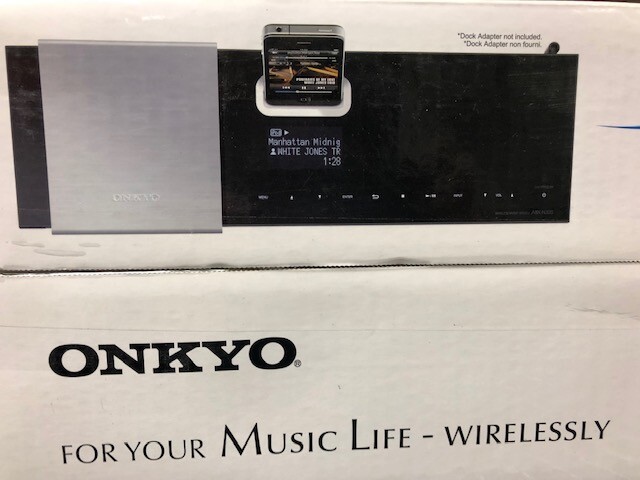 *Dock Adapter not included.
*Dock Adapter non fourni.
iPod
Manhattan Midnig
WHITE JONES TR
1:28
ONKYO
MENU ENTER INPUT VOL
ONKYO®
FOR YOUR MUSIC LIFE - WIRELESSLY